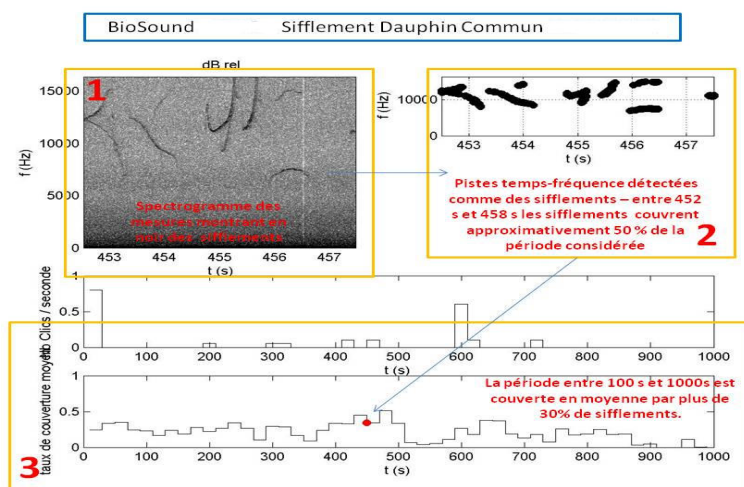 BioSound Sifflement Dauphin Commun
dB rel
1
15000
10000
5000
0
f (Hz)
453 454 455 456 457
t (s)
Spectrogramme des
mesures montrant en
noir des sifflements
10000
0
f (Hz)
453 454 455 456 457
t (s)
Pistes temps-fréquence détectées
comme des sifflements – entre 452
s et 458 s les sifflements couvrent
approximativement 50 % de la
période considérée
2
1
0.5
0
Nb Clics / seconde
0 100 200 300 400 500 600 700 800 900 1000
t (s)
1
0.5
0
taux de couverture moyen
La période entre 100 s et 1000s est
couverte en moyenne par plus de
30% de sifflements.
0 100 200 300 400 500 600 700 800 900 1000
t (s)
3